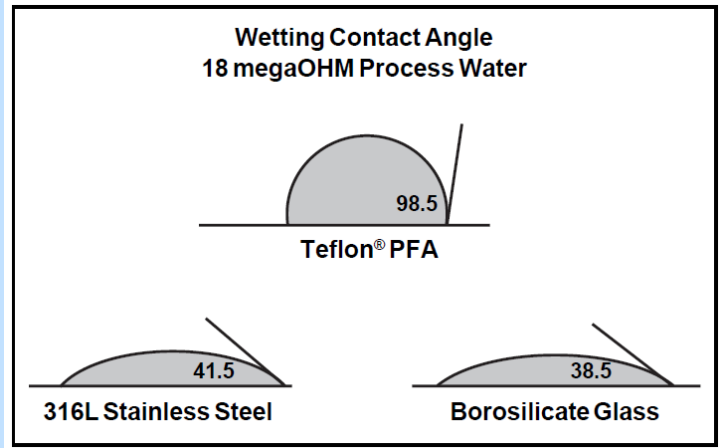 Wetting Contact Angle
18 megaOHM Process Water
98.5
Teflon® PFA
41.5
316L Stainless Steel
38.5
Borosilicate Glass